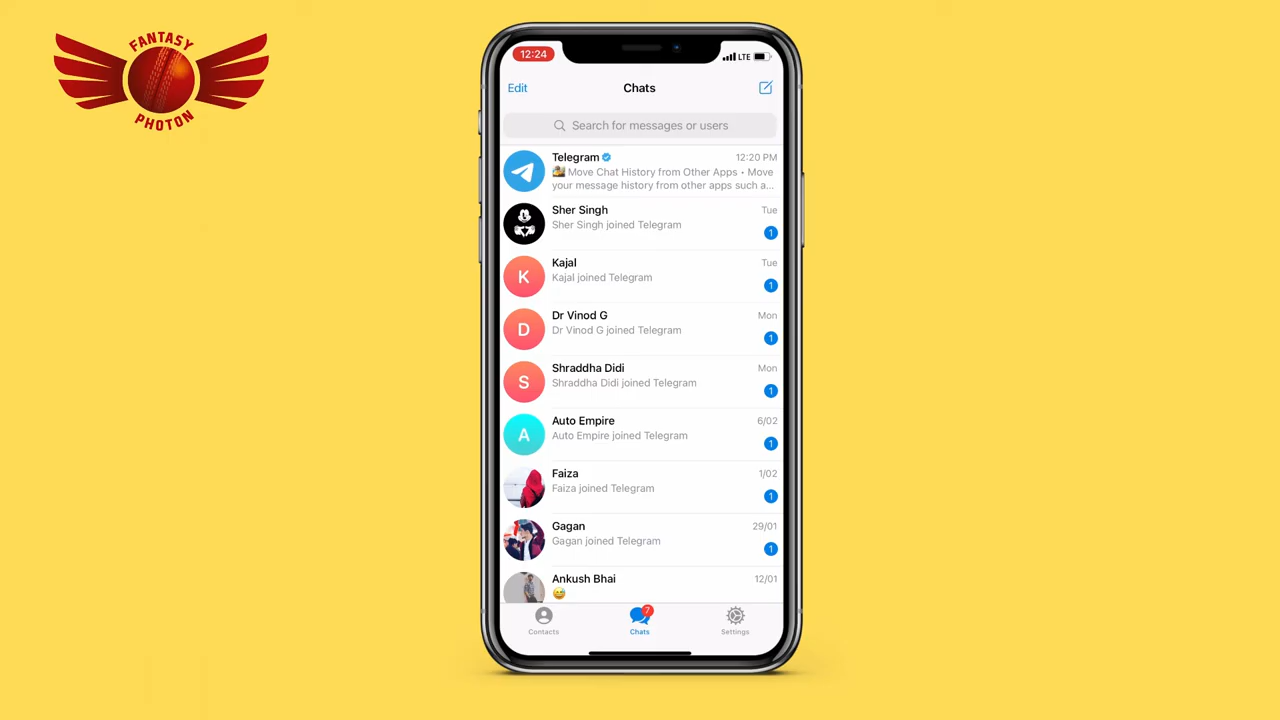 FANTASY
PHOTON
12:24
LTE
Edit
Chats
Search for messages or users
Telegram
12:20 PM
Move Chat History from Other Apps • Move
your message history from other apps such a...
Sher Singh
Tue
Sher Singh joined Telegram
1
Kajal
Tue
K
Kajal joined Telegram
1
Dr Vinod G
Mon
D
Dr Vinod G joined Telegram
1
Shraddha Didi
Mon
S
Shraddha Didi joined Telegram
1
Auto Empire
6/02
A
Auto Empire joined Telegram
1
Faiza
1/02
Faiza joined Telegram
1
Gagan
29/01
Gagan joined Telegram
1
Ankush Bhai
12/01
7
Contacts
Chats
Settings